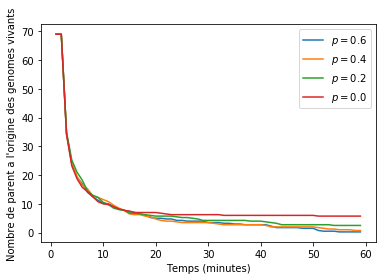 Nombre de parent a l'origine des genomes vivants
70
60
50
40
30
20
10
0
p = 0.6
p = 0.4
p = 0.2
p = 0.0
0 10 20 30 40 50 60
Temps (minutes)